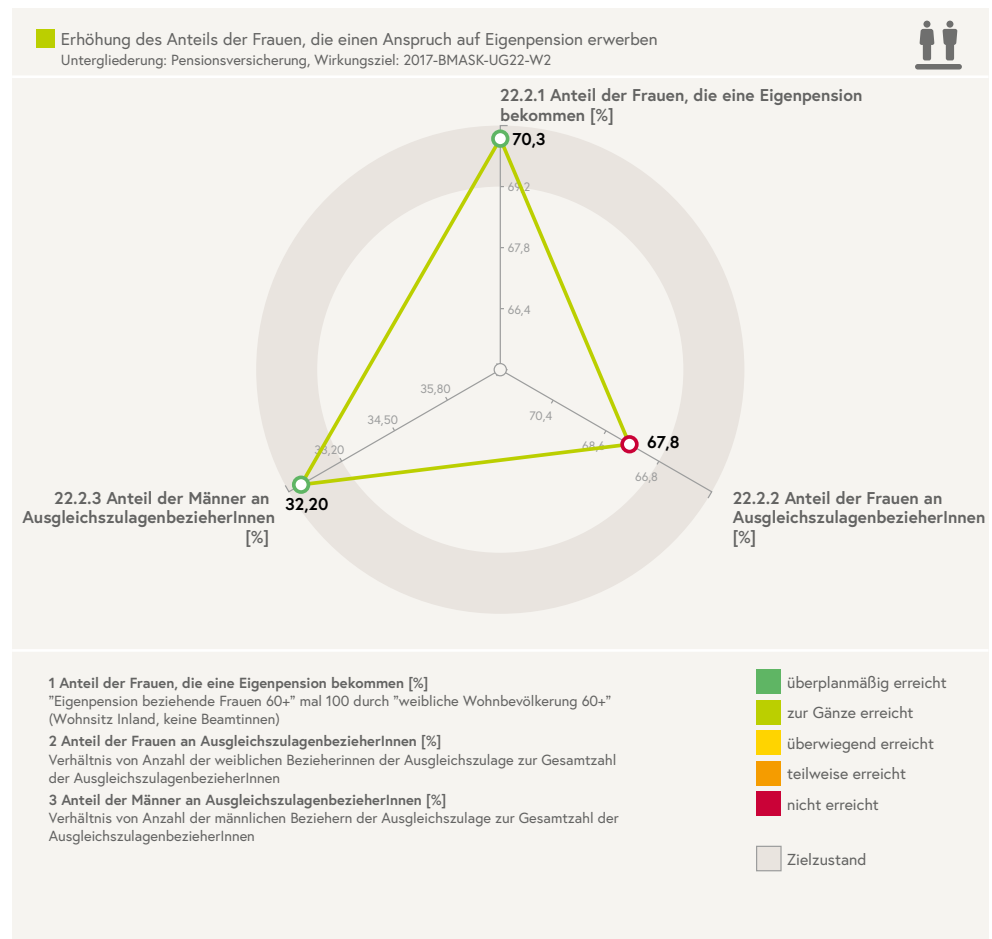 Erhöhung des Anteils der Frauen, die einen Anspruch auf Eigenpension erwerben
Untergliederung: Pensionsversicherung, Wirkungsziel: 2017-BMASK-UG22-W2
22.2.1 Anteil der Frauen, die eine Eigenpension
bekommen [%]
70,3
69,2
67,8
66,4
35,80
34,50
33,20
70,4
68,6
66,8
67,8
32,20
22.2.3 Anteil der Männer an
AusgleichszulagenbezieherInnen
[%]
22.2.2 Anteil der Frauen an
AusgleichszulagenbezieherInnen
[%]
1 Anteil der Frauen, die eine Eigenpension bekommen [%]
"Eigenpension beziehende Frauen 60+" mal 100 durch "weibliche Wohnbevölkerung 60+"
(Wohnsitz Inland, keine Beamtinnen)
2 Anteil der Frauen an AusgleichszulagenbezieherInnen [%]
Verhältnis von Anzahl der weiblichen Bezieherinnen der Ausgleichszulage zur Gesamtzahl
der AusgleichszulagenbezieherInnen
3 Anteil der Männer an AusgleichszulagenbezieherInnen [%]
Verhältnis von Anzahl der männlichen Beziehern der Ausgleichszulage zur Gesamtzahl der
AusgleichszulagenbezieherInnen
überplanmäßig erreicht
zur Gänze erreicht
überwiegend erreicht
teilweise erreicht
nicht erreicht
Zielzustand